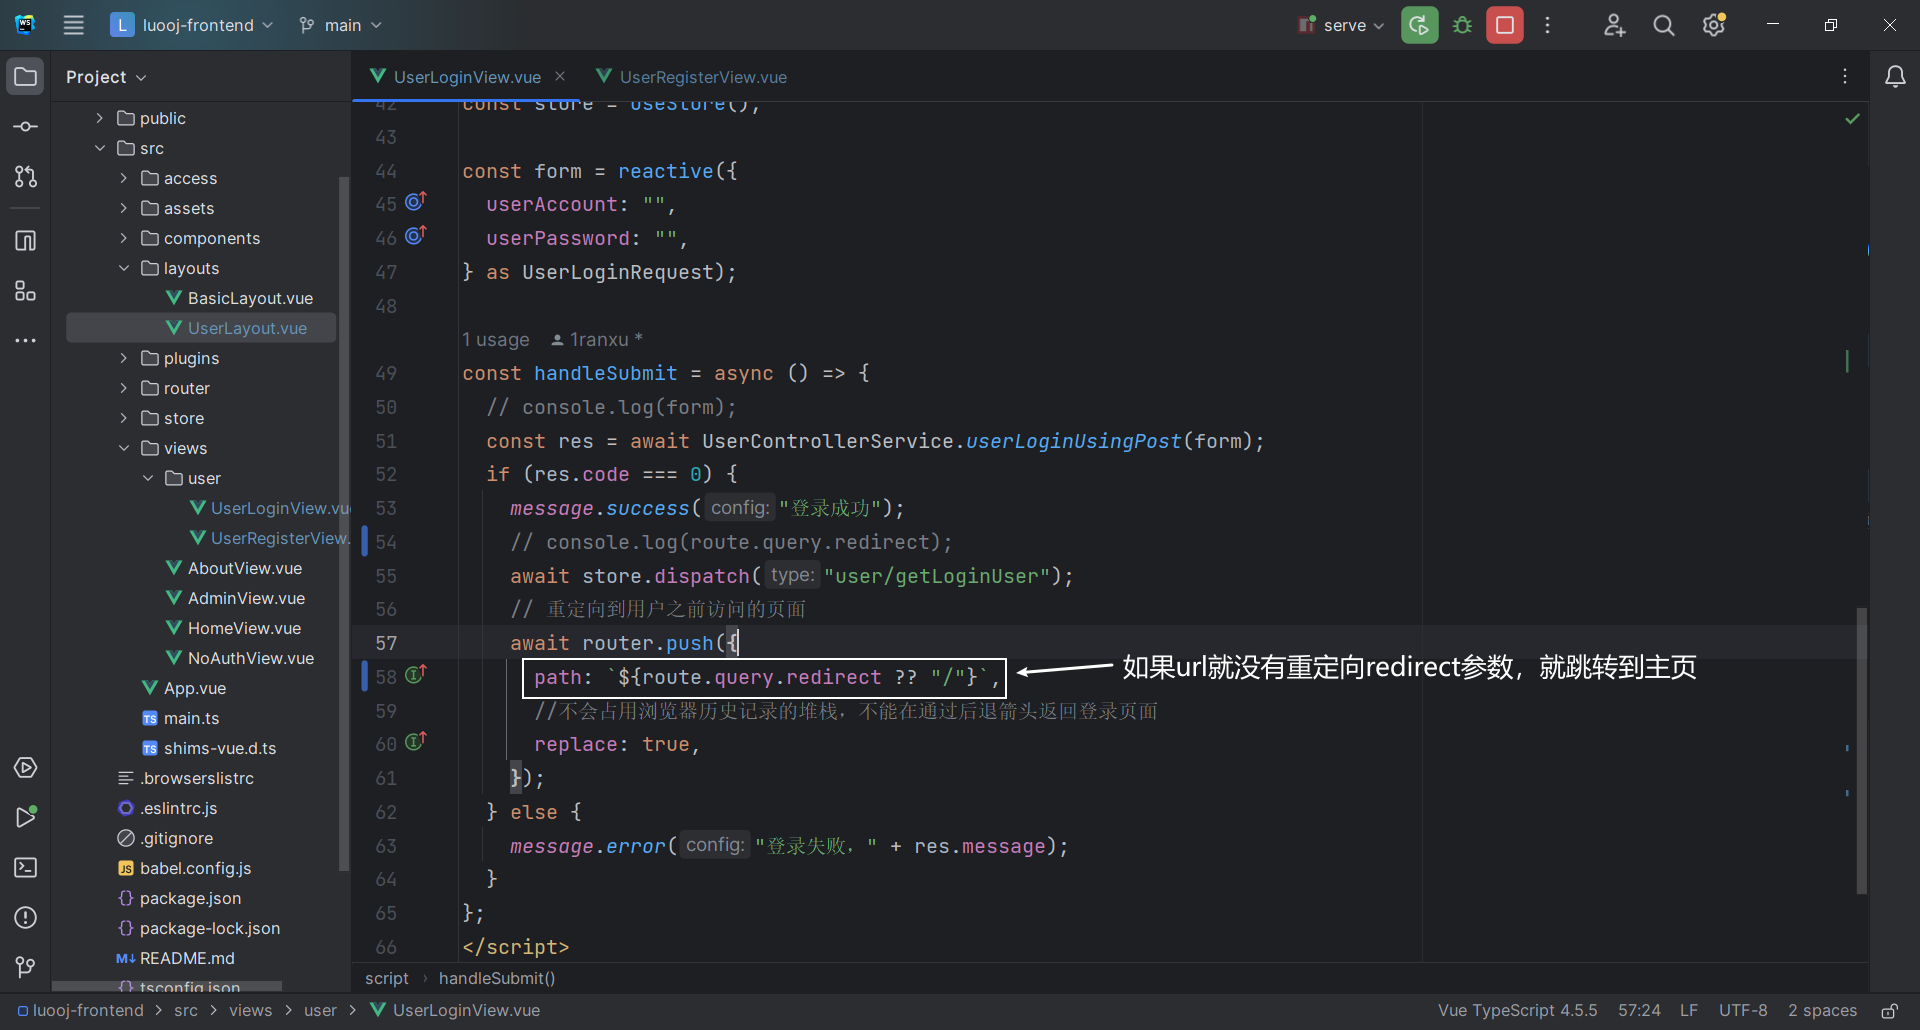 L luooj-frontend main serve
Project
UserLoginView.vue UserRegisterView.vue
public
src
access
assets
components
layouts
BasicLayout.vue
UserLayout.vue
plugins
router
store
views
user
UserLoginView.vu
UserRegisterView.
AboutView.vue
AdminView.vue
HomeView.vue
NoAuthView.vue
App.vue
TS main.ts
TS shims-vue.d.ts
.browserslistrc
.eslintrc.js
.gitignore
JS babel.config.js
{} package.json
{} package-lock.json
M↓ README.md
{} tsconfig.json
42 const store = useStore();
43
44 const form = reactive({
45 userAccount: "",
46 userPassword: "",
47 } as UserLoginRequest);
48
1 usage 1ranxu *
49 const handleSubmit = async () => {
50 // console.log(form);
51 const res = await UserControllerService.userLoginUsingPost(form);
52 if (res.code === 0) {
53 message.success( config: "登录成功");
54 // console.log(route.query.redirect);
55 await store.dispatch( type: "user/getLoginUser");
56 // 重定向到用户之前访问的页面
57 await router.push({
58 path: `${route.query.redirect ?? "/"}`,
如果url就没有重定向redirect参数，就跳转到主页
59 //不会占用浏览器历史记录的堆栈，不能在通过后退箭头返回登录页面
60 replace: true,
61 });
62 } else {
63 message.error( config: "登录失败，" + res.message);
64 }
65 };
66 </script>
script › handleSubmit()
luooj-frontend > src > views > user > UserLoginView.vue
Vue TypeScript 4.5.5 57:24 LF UTF-8 2 spaces